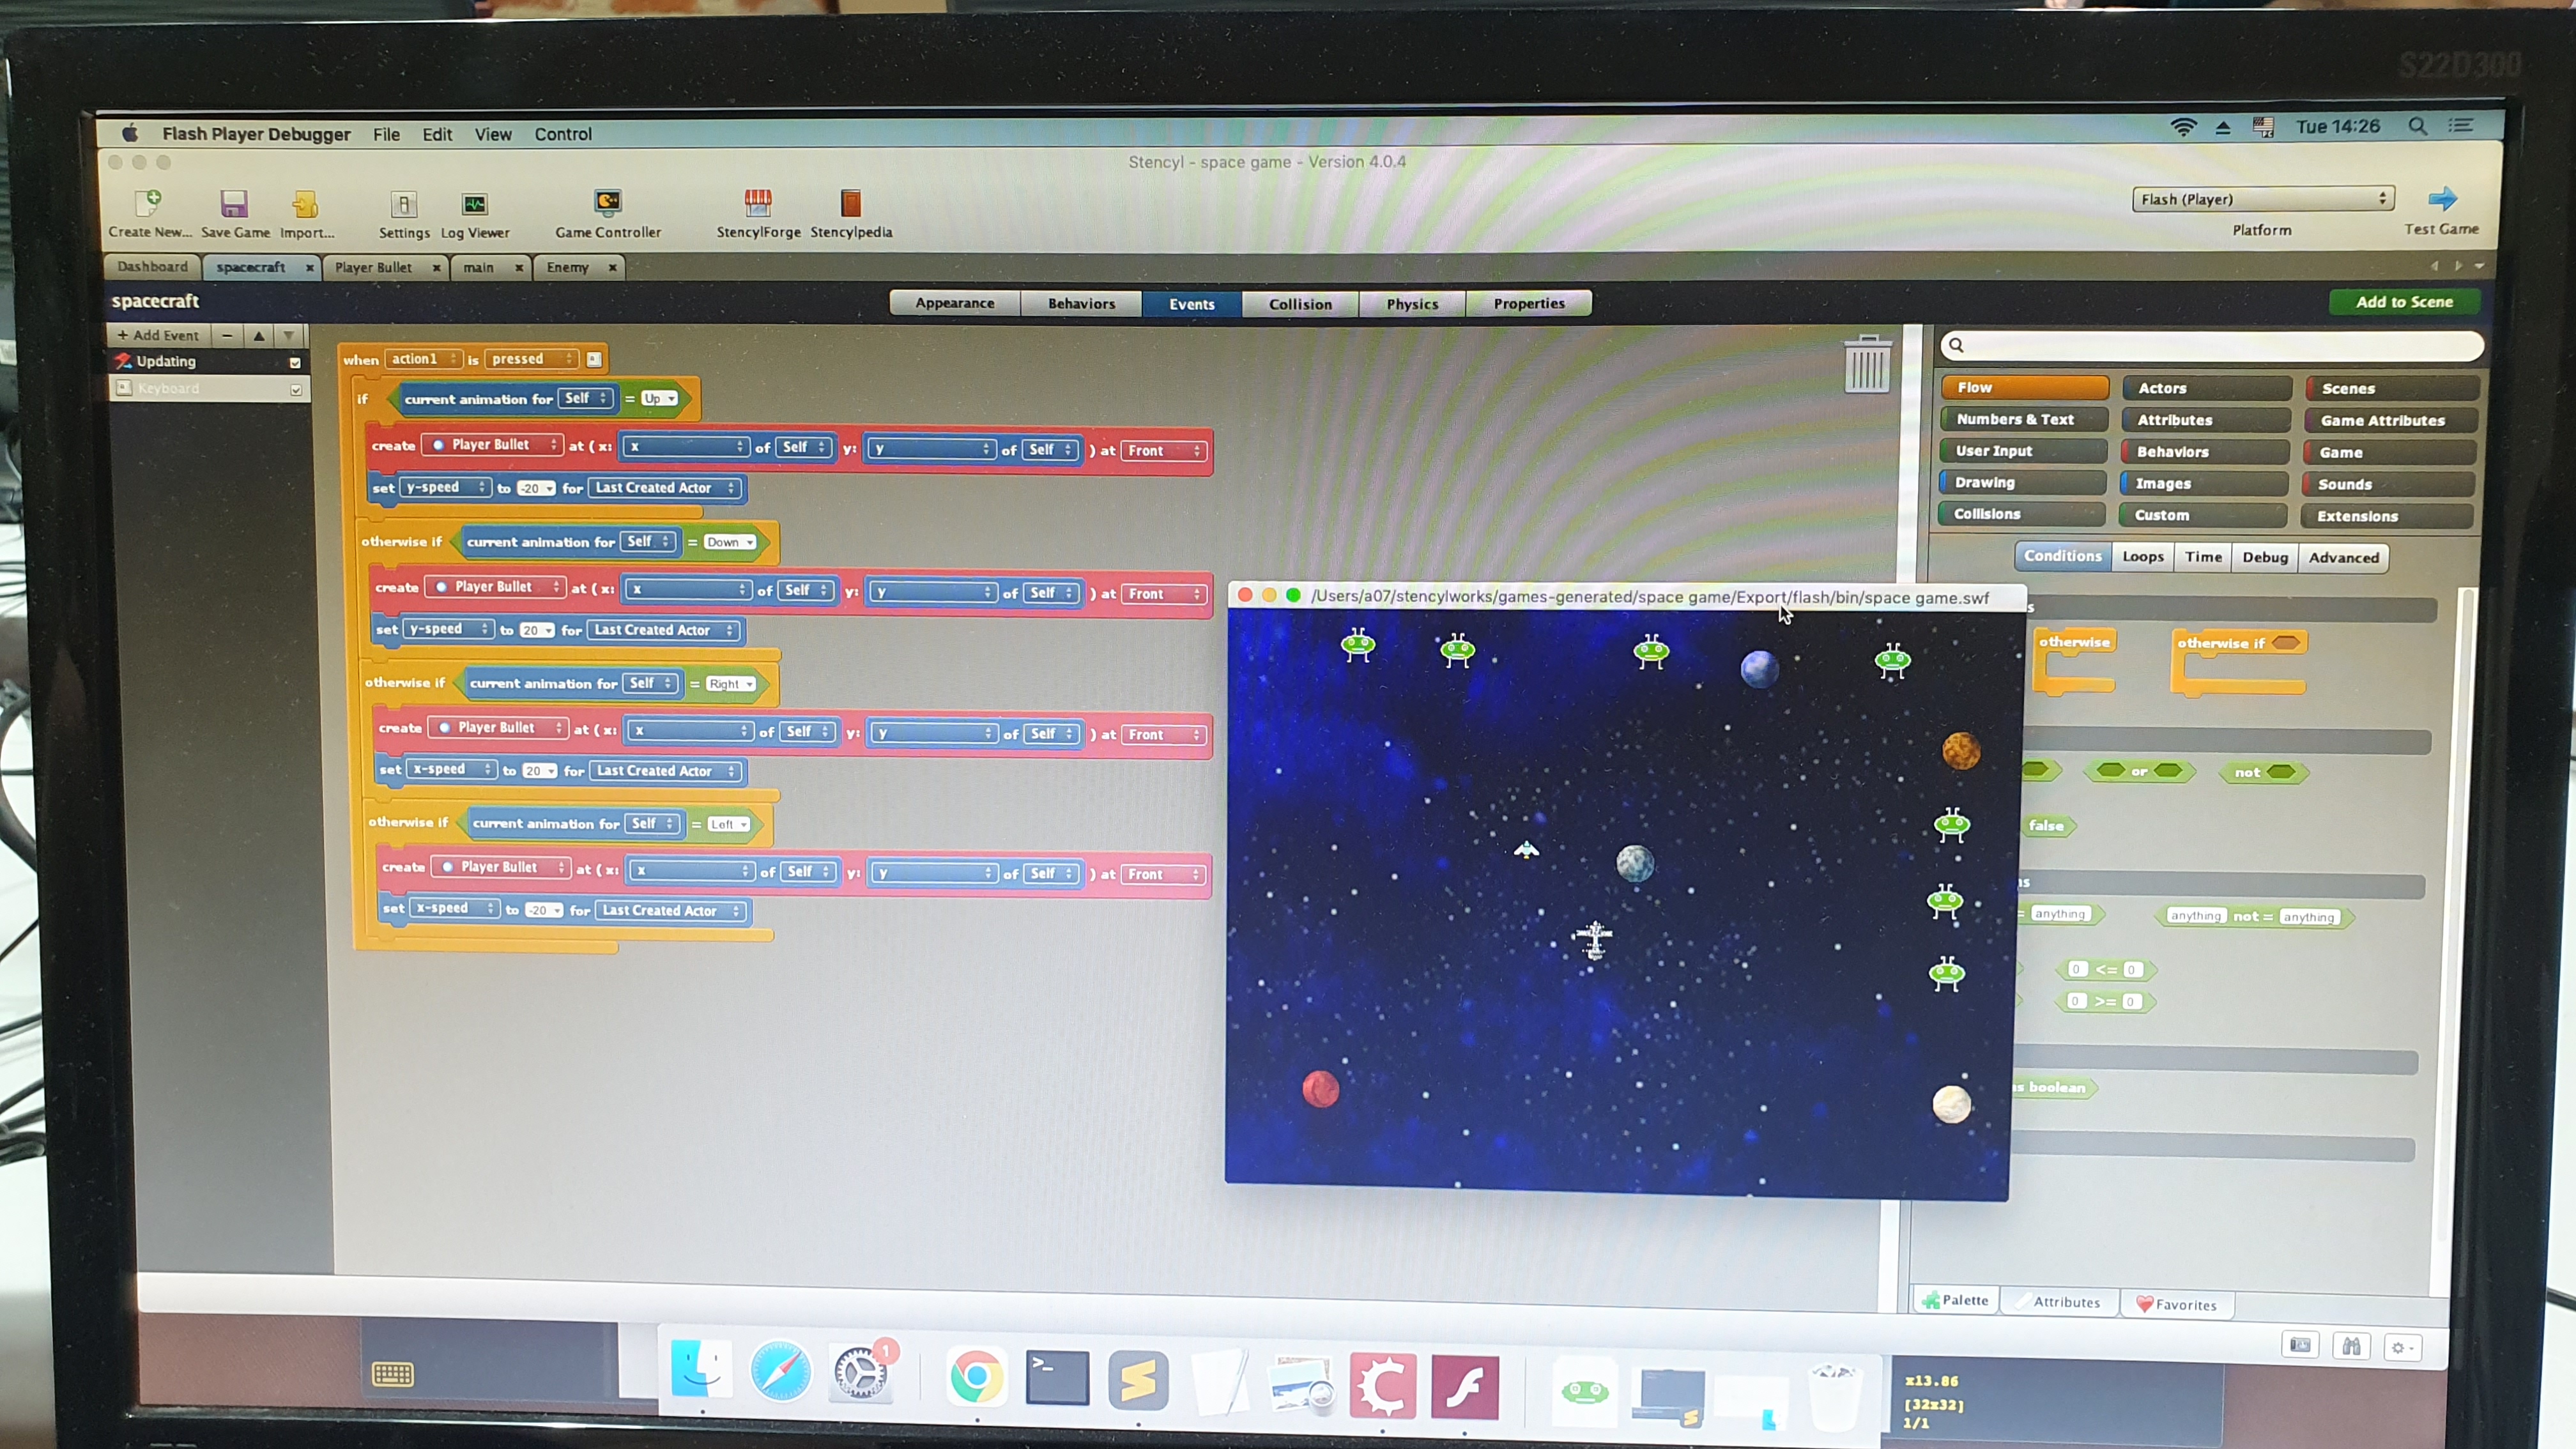 S22D300
Flash Player Debugger File Edit View Control Tue 14:26
Stencyl - space game - Version 4.0.4
Create New... Save Game Import... Settings Log Viewer Game Controller StencylForge Stencylpedia
Flash (Player)
Platform
Test Game
Dashboard spacecraft Player Bullet main Enemy
spacecraft
Appearance Behaviors Events Collision Physics Properties
Add to Scene
+ Add Event
Updating
Keyboard
when action1 is pressed
if current animation for Self = Up
create Player Bullet at ( x: x of Self y: y of Self ) at Front
set y-speed to -20 for Last Created Actor
otherwise if current animation for Self = Down
create Player Bullet at ( x: x of Self y: y of Self ) at Front
set y-speed to 20 for Last Created Actor
otherwise if current animation for Self = Right
create Player Bullet at ( x: x of Self y: y of Self ) at Front
set x-speed to 20 for Last Created Actor
otherwise if current animation for Self = Left
create Player Bullet at ( x: x of Self y: y of Self ) at Front
set x-speed to -20 for Last Created Actor
/Users/a07/stencylworks/games-generated/space game/Export/flash/bin/space game.swf
Flow Actors Scenes
Numbers & Text Attributes Game Attributes
User Input Behaviors Game
Drawing Images Sounds
Collisions Custom Extensions
Conditions Loops Time Debug Advanced
otherwise otherwise if
or not
false
= anything anything not = anything
0 <= 0
0 >= 0
boolean
Palette Attributes Favorites
1
x13.86
[32x32]
1/1